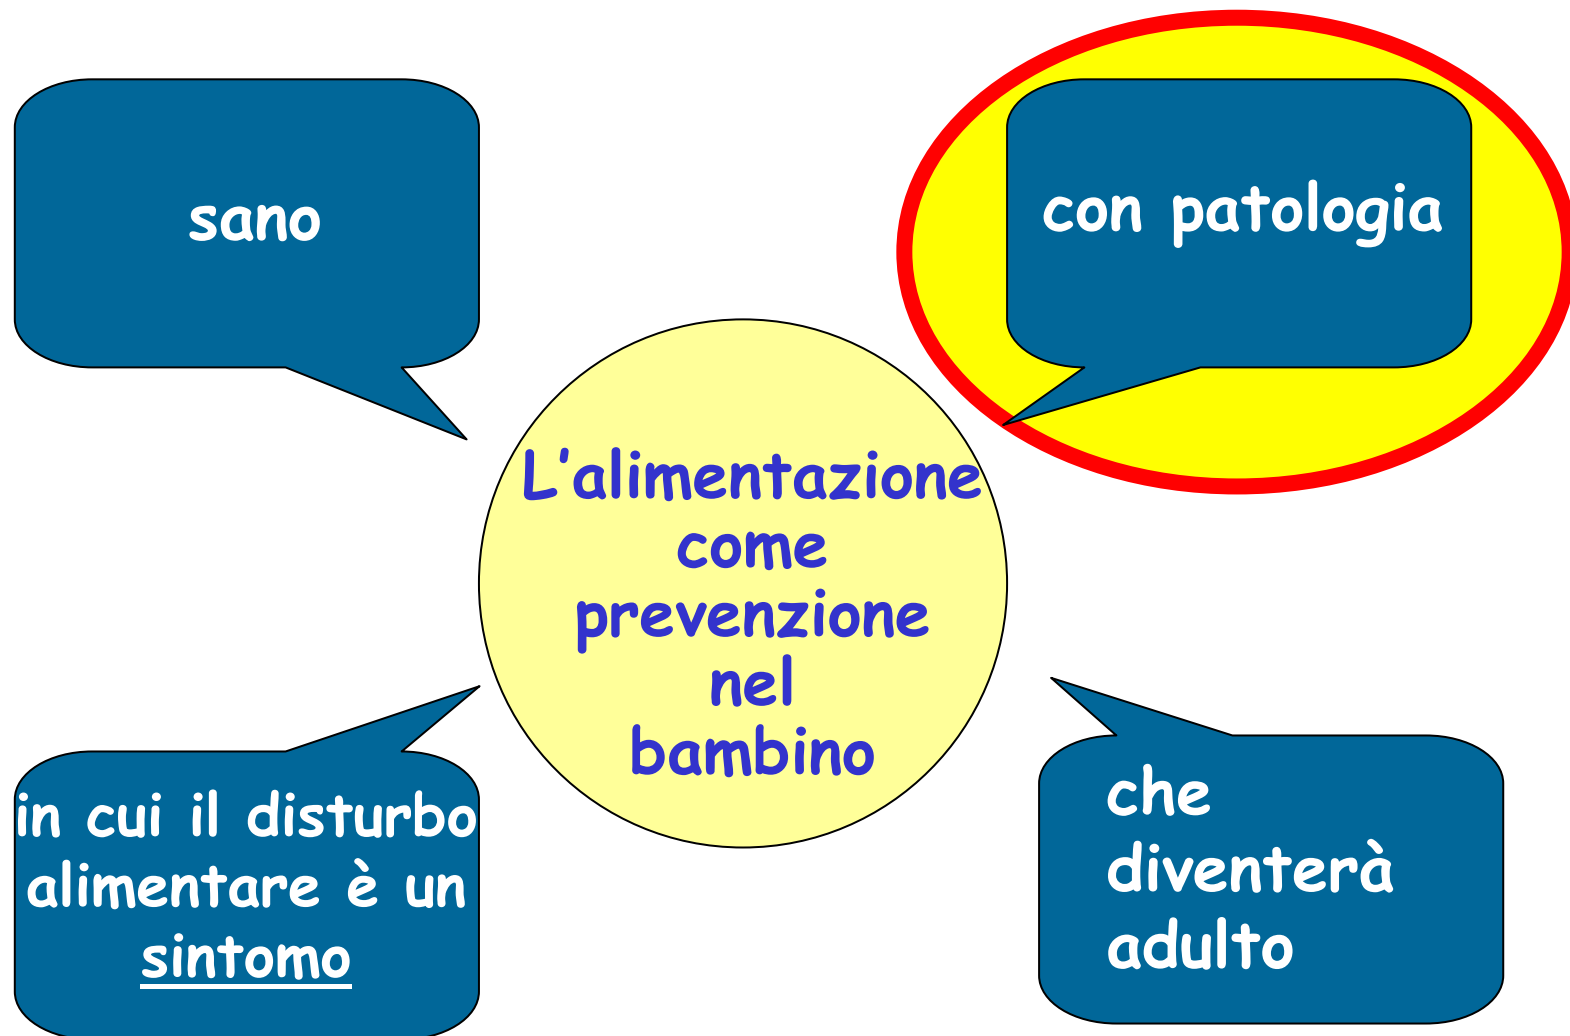 sano
con patologia
L'alimentazione
come
prevenzione
nel
bambino
in cui il disturbo
alimentare è un
sintomo
che
diventerà
adulto